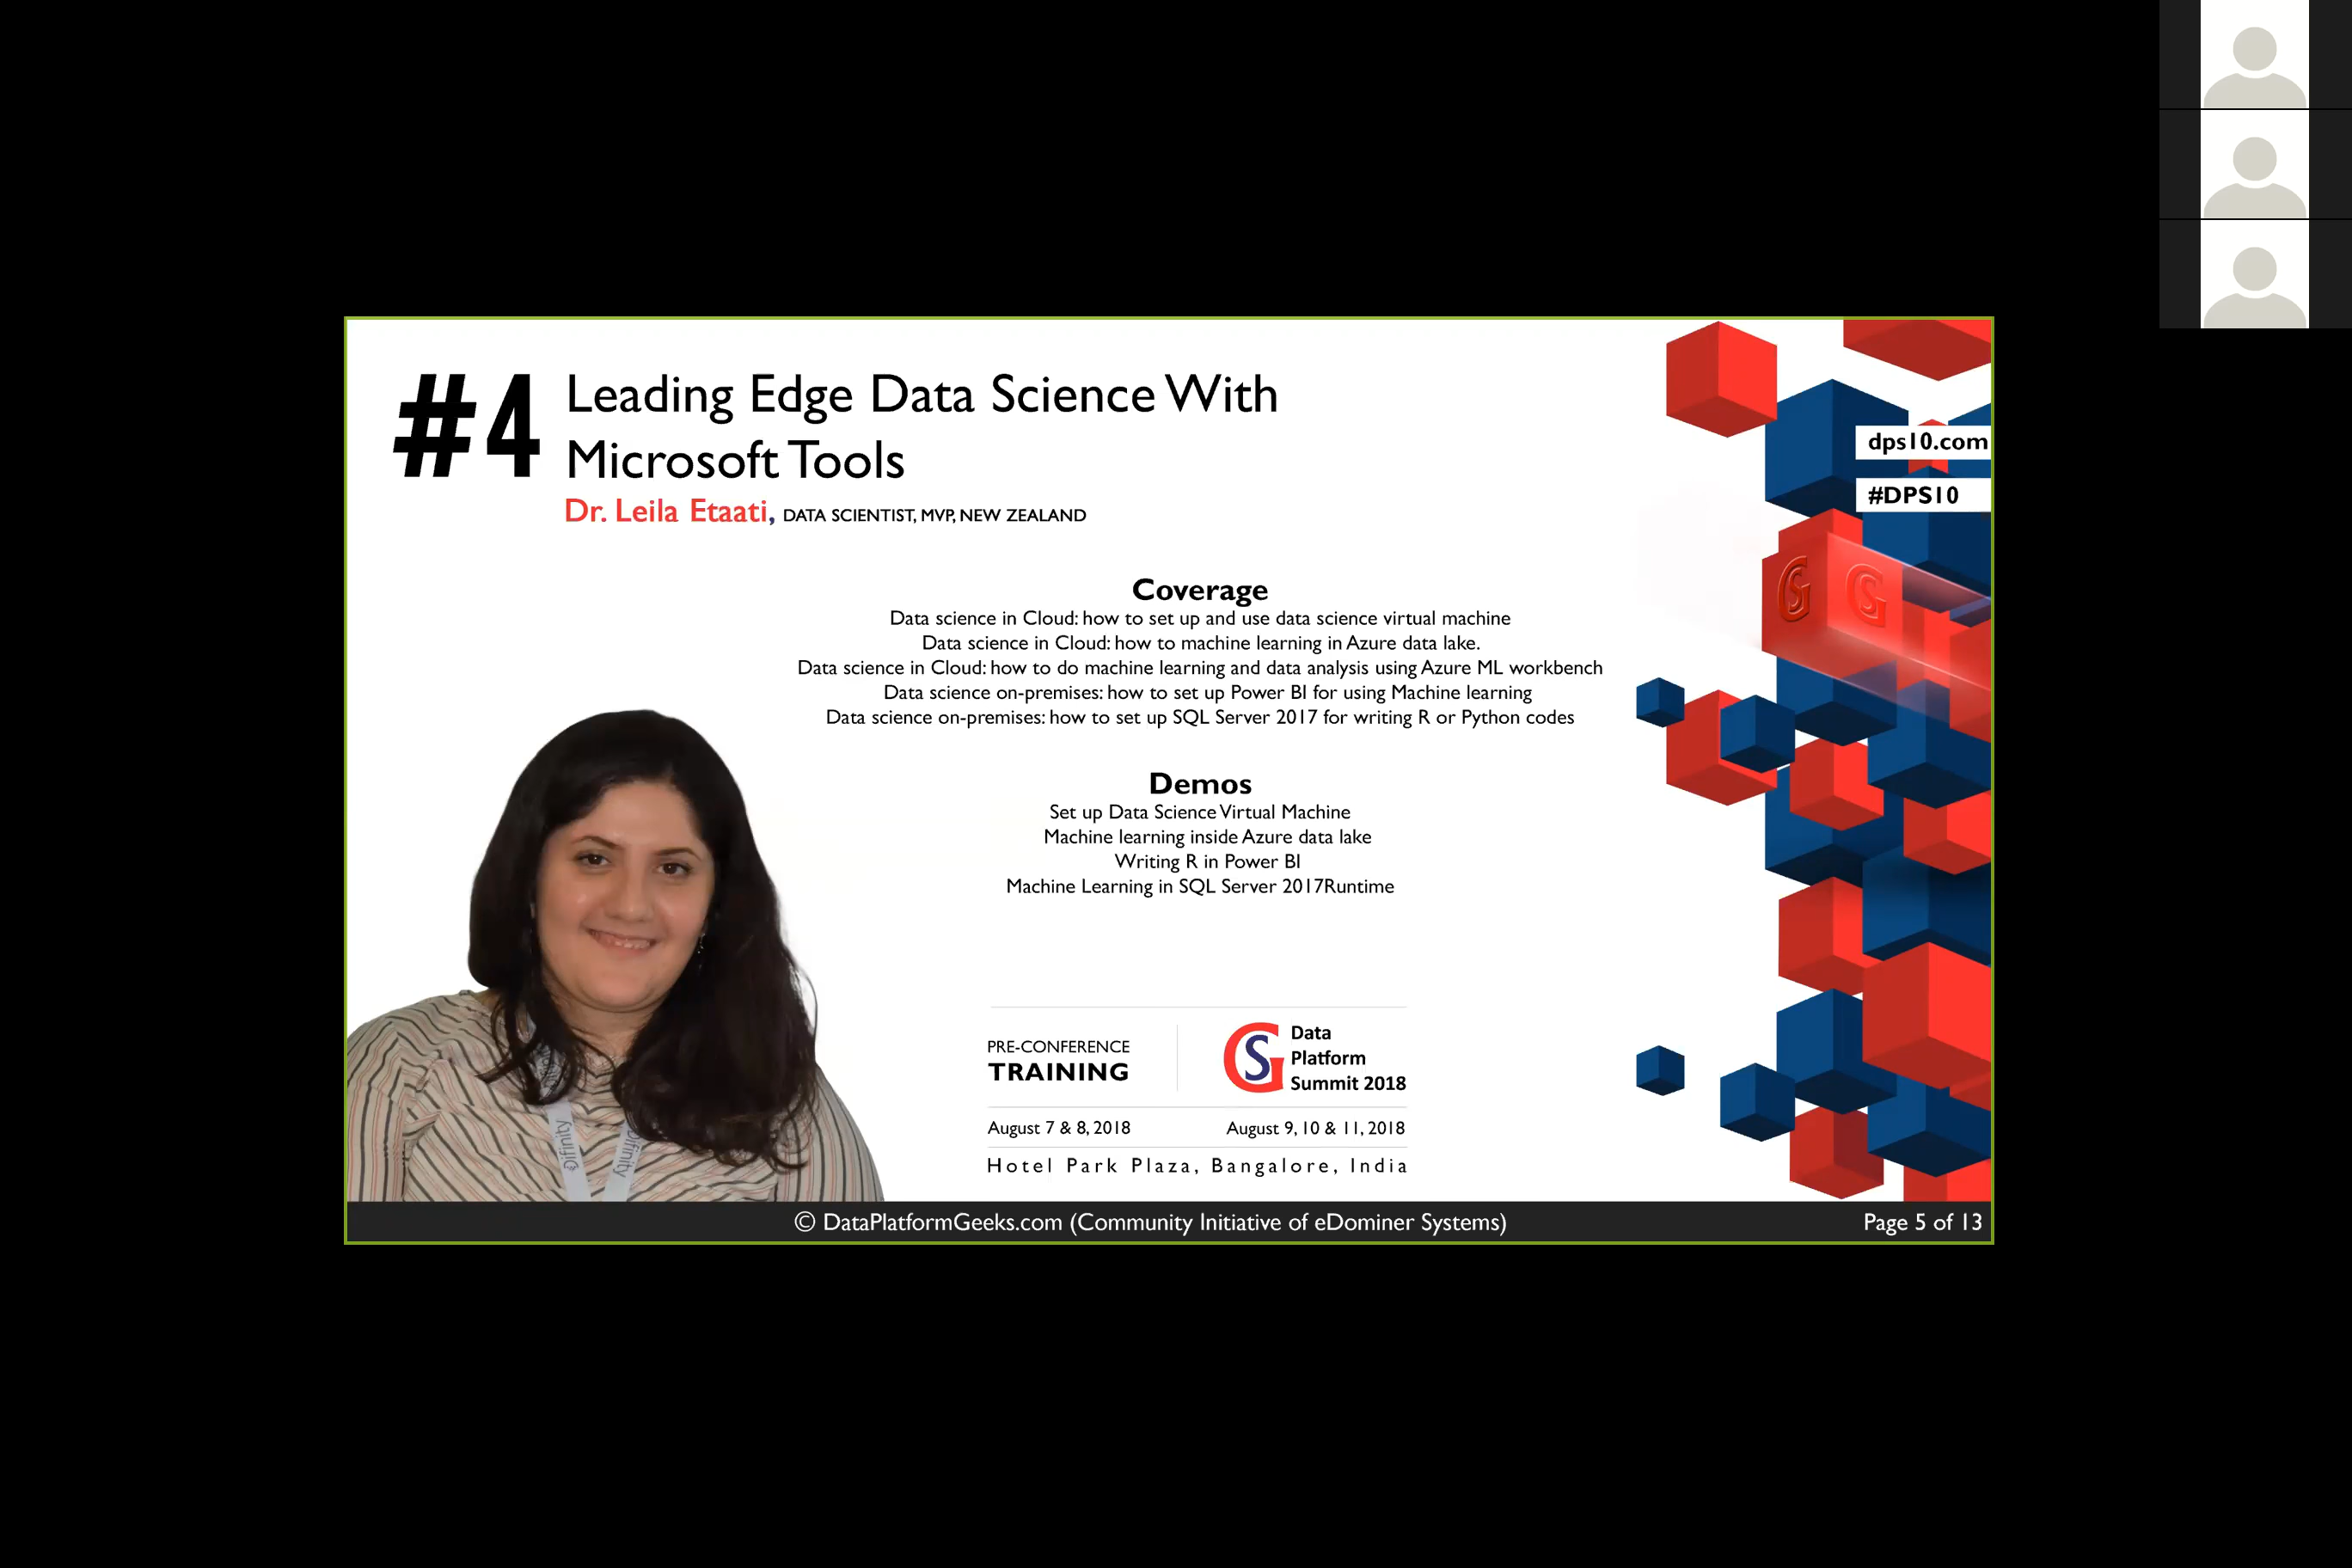 #4
Leading Edge Data Science With
Microsoft Tools
Dr. Leila Etaati, DATA SCIENTIST, MVP, NEW ZEALAND
dps10.com
#DPS10
Coverage
Data science in Cloud: how to set up and use data science virtual machine
Data science in Cloud: how to machine learning in Azure data lake.
Data science in Cloud: how to do machine learning and data analysis using Azure ML workbench
Data science on-premises: how to set up Power BI for using Machine learning
Data science on-premises: how to set up SQL Server 2017 for writing R or Python codes
Demos
Set up Data Science Virtual Machine
Machine learning inside Azure data lake
Writing R in Power BI
Machine Learning in SQL Server 2017Runtime
PRE-CONFERENCE
TRAINING
Data
Platform
Summit 2018
August 7 & 8, 2018
August 9, 10 & 11, 2018
Hotel Park Plaza, Bangalore, India
Difinity
Difinity
© DataPlatformGeeks.com (Community Initiative of eDominer Systems)
Page 5 of 13